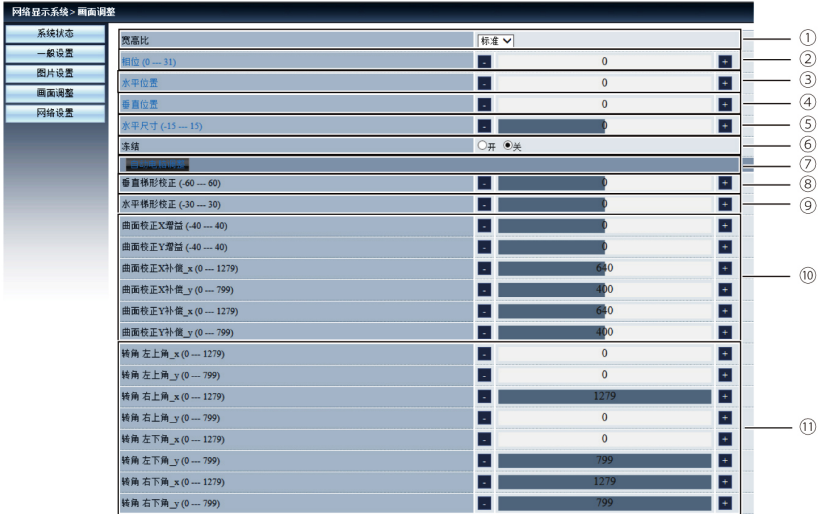 网络显示系统> 画面调整
系统状态
一般设置
图片设置
画面调整
网络设置
宽高比 标准 ①
相位 (0 --- 31) - 0 + ②
水平位置 - 0 + ③
垂直位置 - 0 + ④
水平尺寸 (-15 --- 15) - 0 + ⑤
冻结 开 关 ⑥
⑦
垂直梯形校正 (-60 --- 60) - 0 + ⑧
水平梯形校正 (-30 --- 30) - 0 + ⑨
曲面校正X增益 (-40 --- 40) - 0 +
曲面校正Y增益 (-40 --- 40) - 0 +
曲面校正X补偿_x (0 --- 1279) - 640 + ⑩
曲面校正X补偿_y (0 --- 799) - 400 +
曲面校正Y补偿_x (0 --- 1279) - 640 +
曲面校正Y补偿_y (0 --- 799) - 400 +
转角 左上角_x (0 --- 1279) - 0 +
转角 左上角_y (0 --- 799) - 0 +
转角 右上角_x (0 --- 1279) - 1279 +
转角 右上角_y (0 --- 799) - 0 + ⑪
转角 左下角_x (0 --- 1279) - 0 +
转角 左下角_y (0 --- 799) - 799 +
转角 右下角_x (0 --- 1279) - 1279 +
转角 右下角_y (0 --- 799) - 799 +